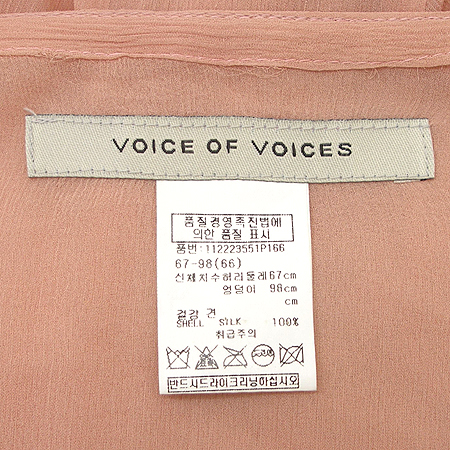 VOICE OF VOICES
품질경영촉진법에
의한 품질 표시
품번:112223551P166
67-98(66)
신체치수허리둘레67cm
엉덩이 98cm
cm
겉감 견
SHELL SILK 100%
취급주의
반드시드라이크리닝하십시오